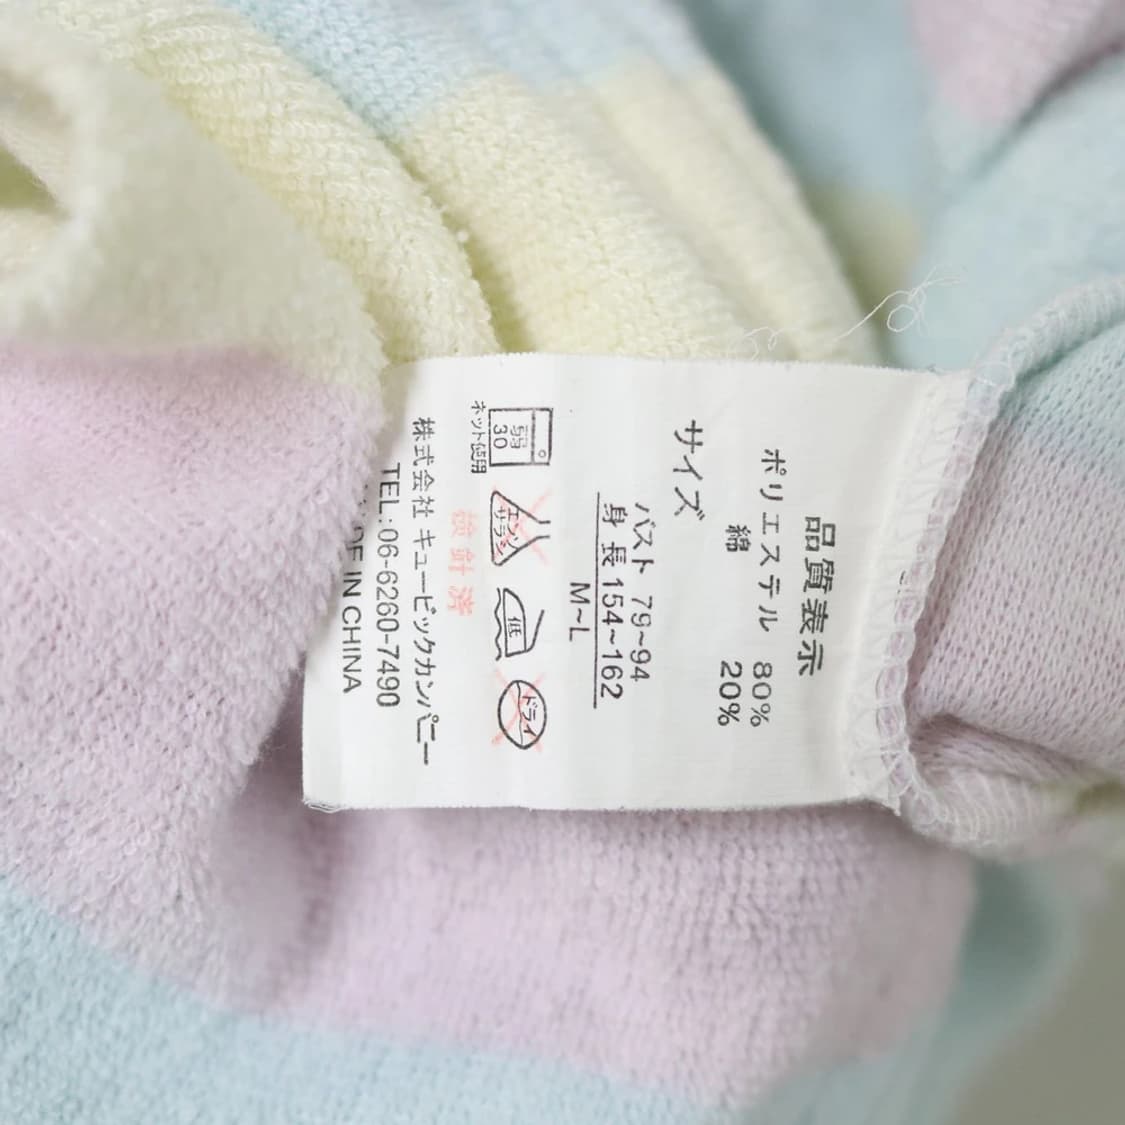 品質表示
ポリエステル 80%
綿 20%
サイズ
バスト 79~94
身 長 154~162
M~L
弱
30
ネット使用
エンソ
サラシ
低
ドライ
検針済
株式会社 キュービックカンパニー
TEL:06-6260-7490
DE IN CHINA